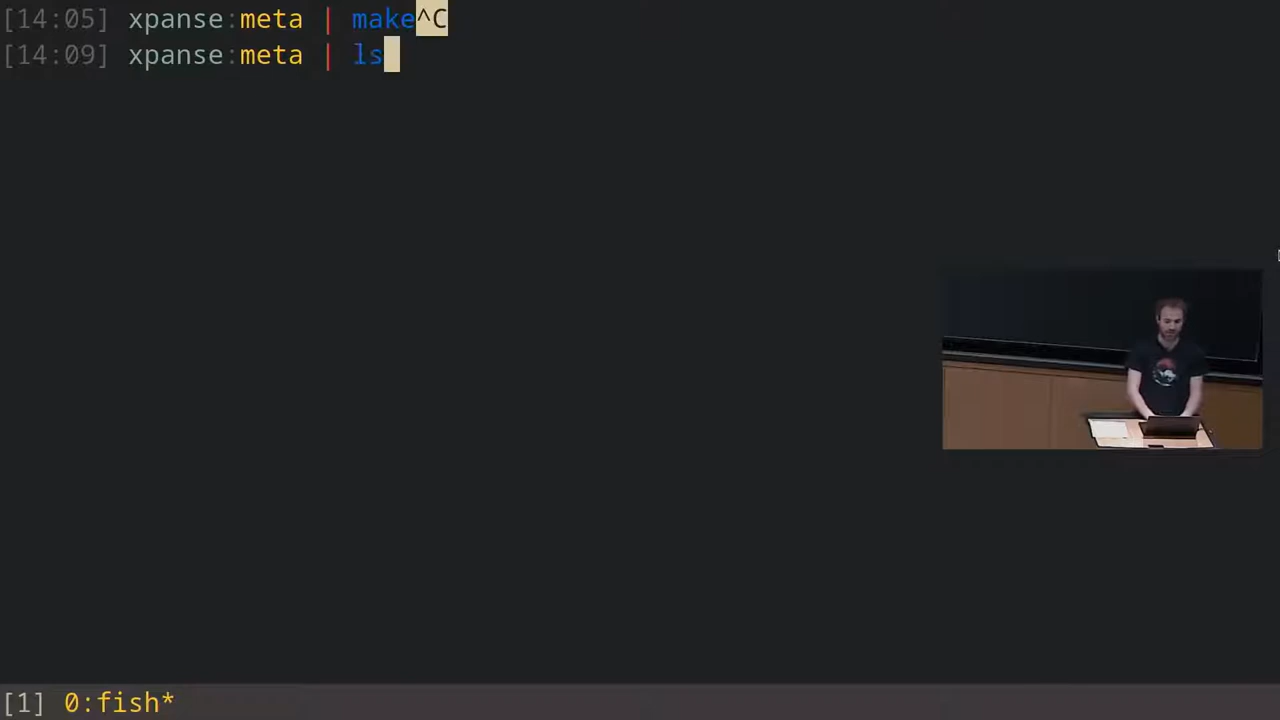 [14:05] xpanse:meta | make^C
[14:09] xpanse:meta | ls
[1] 0:fish*